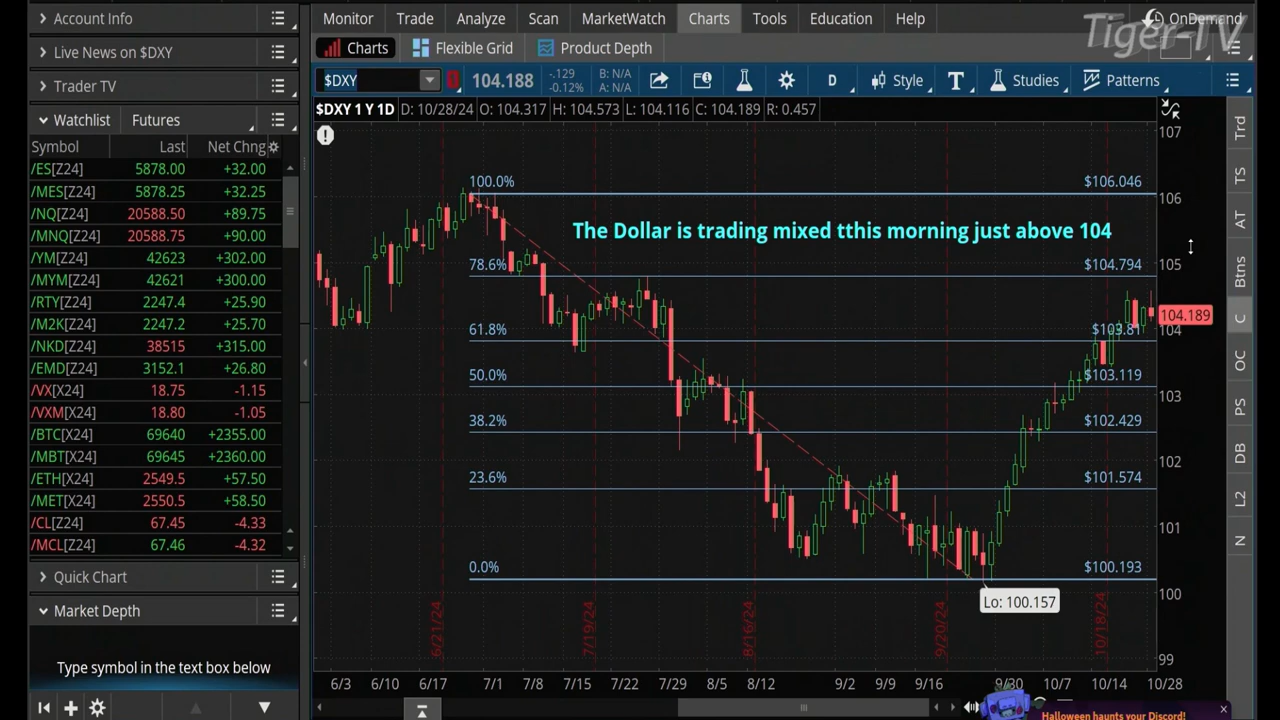 Account Info
Live News on $DXY
Trader TV
Watchlist Futures
Symbol Last Net Chng
/ES[Z24] 5878.00 +32.00
/MES[Z24] 5878.25 +32.25
/NQ[Z24] 20588.50 +89.75
/MNQ[Z24] 20588.75 +90.00
/YM[Z24] 42623 +302.00
/MYM[Z24] 42621 +300.00
/RTY[Z24] 2247.4 +25.90
/M2K[Z24] 2247.2 +25.70
/NKD[Z24] 38515 +315.00
/EMD[Z24] 3152.1 +26.80
/VX[X24] 18.75 -1.15
/VXM[X24] 18.80 -1.05
/BTC[X24] 69640 +2355.00
/MBT[X24] 69645 +2360.00
/ETH[X24] 2549.5 +57.50
/MET[X24] 2550.5 +58.50
/CL[Z24] 67.45 -4.33
/MCL[Z24] 67.46 -4.32
Quick Chart
Market Depth
Type symbol in the text box below
Monitor Trade Analyze Scan MarketWatch Charts Tools Education Help
OnDemand
Tiger-TV
Charts Flexible Grid Product Depth
$DXY 104.188 -.129 -0.12% B: N/A A: N/A D Style T Studies Patterns
$DXY 1 Y 1D D: 10/28/24 O: 104.317 H: 104.573 L: 104.116 C: 104.189 R: 0.457
The Dollar is trading mixed tthis morning just above 104
100.0% $106.046
78.6% $104.794
61.8% $103.81
50.0% $103.119
38.2% $102.429
23.6% $101.574
0.0% $100.193
Lo: 100.157
107
106
105
104.189
104
103
102
101
100
99
6/21/24 7/19/24 8/16/24 9/20/24 10/18/24
6/3 6/10 6/17 7/1 7/8 7/15 7/22 7/29 8/5 8/12 9/2 9/9 9/16 9/30 10/7 10/14 10/28
Trd
TS
AT
Btns
C
OC
PS
DB
L2
N
Halloween haunts your Discord!